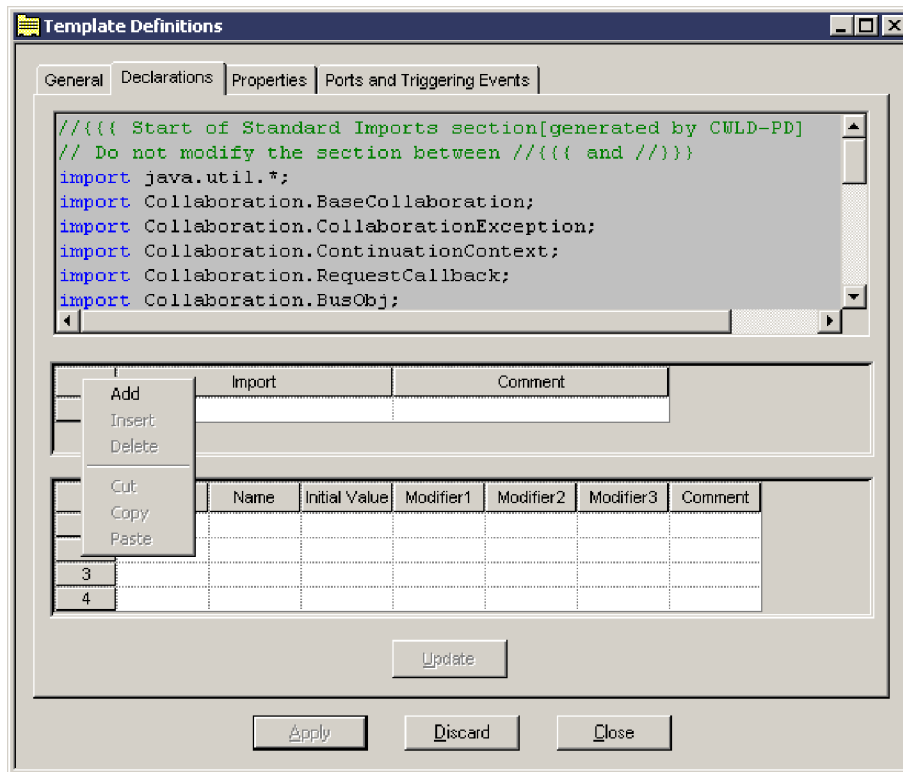 Template Definitions
General Declarations Properties Ports and Triggering Events
//{{{ Start of Standard Imports section[generated by CWLD-PD]
// Do not modify the section between //{{{ and //}}}
import java.util.*;
import Collaboration.BaseCollaboration;
import Collaboration.CollaborationException;
import Collaboration.ContinuationContext;
import Collaboration.RequestCallback;
import Collaboration.BusObj;
Import Comment
Add
Insert
Delete
Cut
Copy
Paste
Name Initial Value Modifier1 Modifier2 Modifier3 Comment
3
4
Update
Apply Discard Close